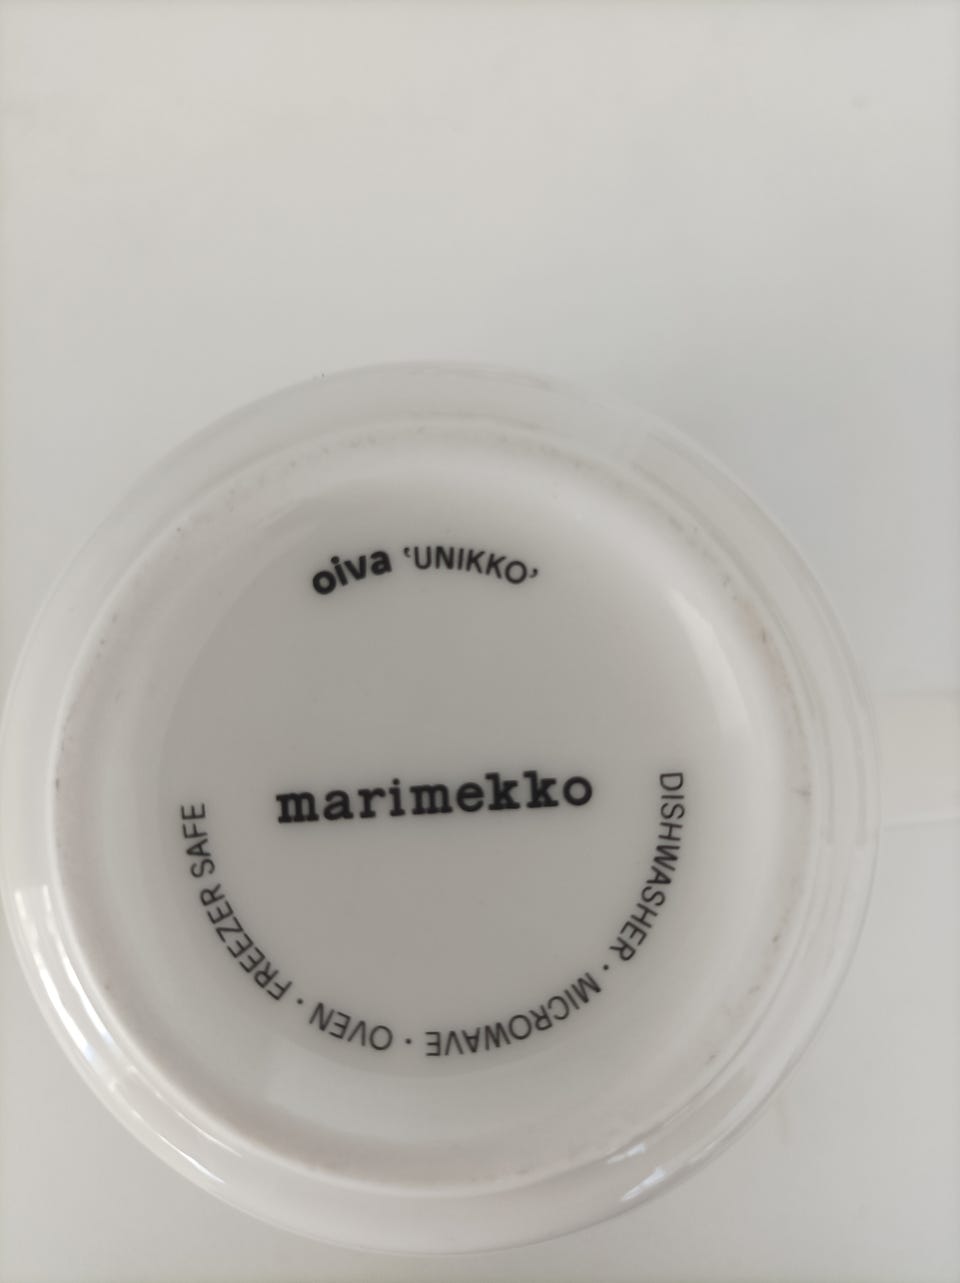 oiva ‘UNIKKO’
marimekko
DISHWASHER · MICROWAVE · OVEN · FREEZER SAFE